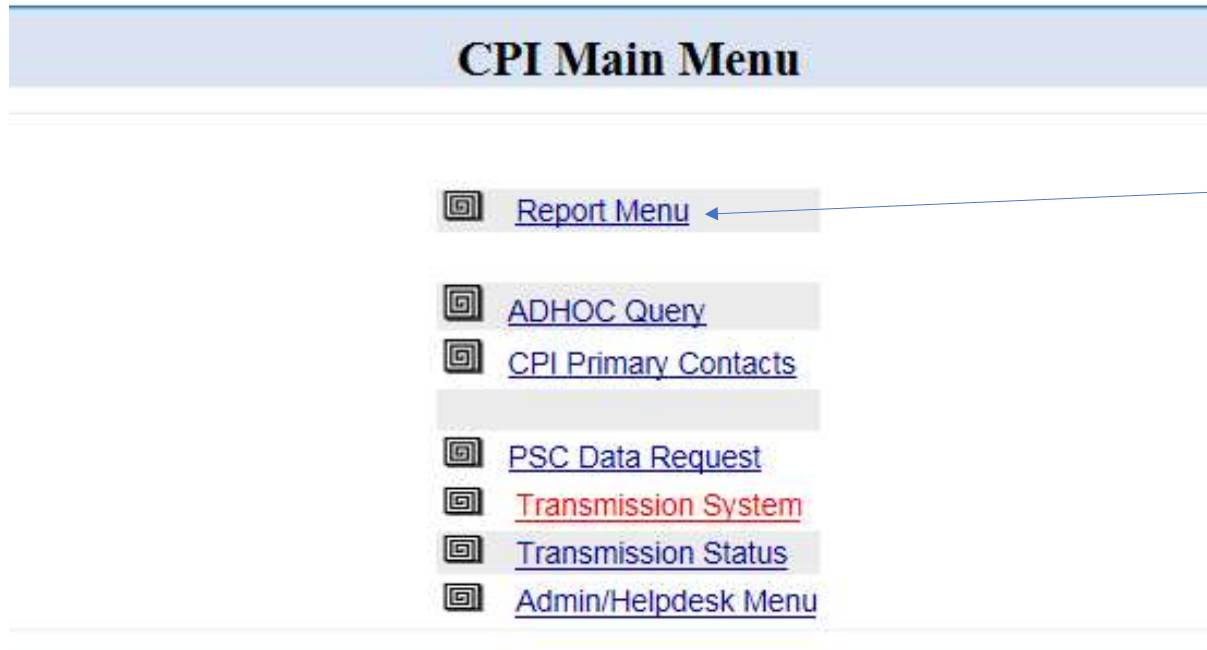 CPI Main Menu
Report Menu
ADHOC Query
CPI Primary Contacts
PSC Data Request
Transmission System
Transmission Status
Admin/Helpdesk Menu